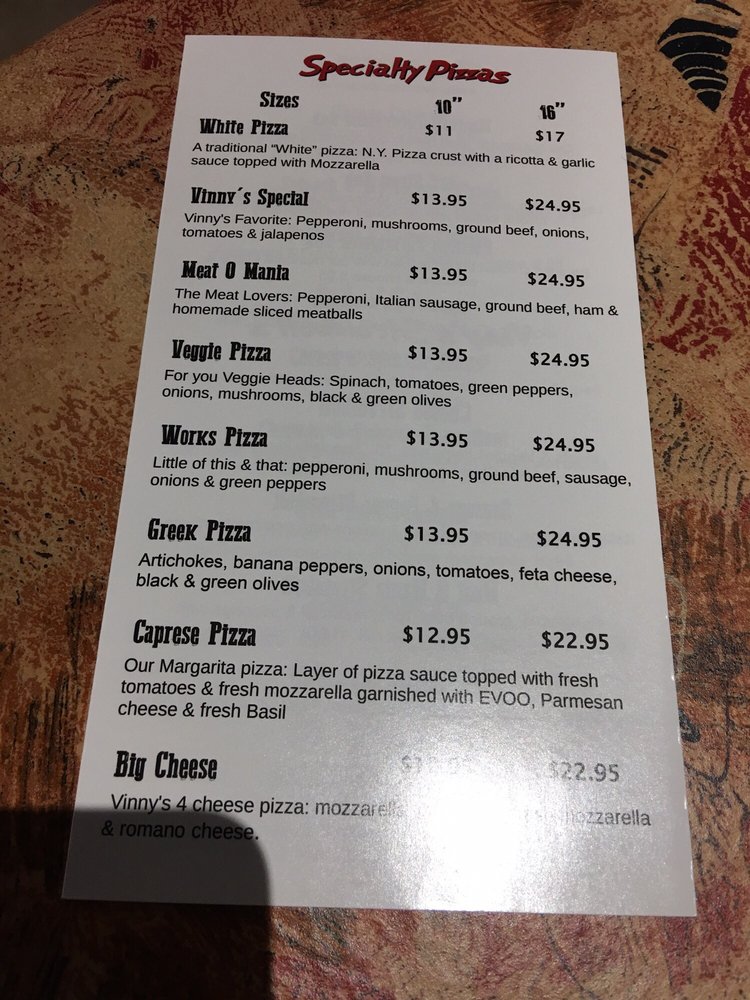 Specialty Pizzas
Sizes 10" 16"
White Pizza $11 $17
A traditional "White" pizza: N.Y. Pizza crust with a ricotta & garlic
sauce topped with Mozzarella
Vinny´s Special $13.95 $24.95
Vinny's Favorite: Pepperoni, mushrooms, ground beef, onions,
tomatoes & jalapenos
Meat O Mania $13.95 $24.95
The Meat Lovers: Pepperoni, Italian sausage, ground beef, ham &
homemade sliced meatballs
Veggie Pizza $13.95 $24.95
For you Veggie Heads: Spinach, tomatoes, green peppers,
onions, mushrooms, black & green olives
Works Pizza $13.95 $24.95
Little of this & that: pepperoni, mushrooms, ground beef, sausage,
onions & green peppers
Greek Pizza $13.95 $24.95
Artichokes, banana peppers, onions, tomatoes, feta cheese,
black & green olives
Caprese Pizza $12.95 $22.95
Our Margarita pizza: Layer of pizza sauce topped with fresh
tomatoes & fresh mozzarella garnished with EVOO, Parmesan
cheese & fresh Basil
Big Cheese $22.95
Vinny's 4 cheese pizza: mozzarella mozzarella
& romano cheese.